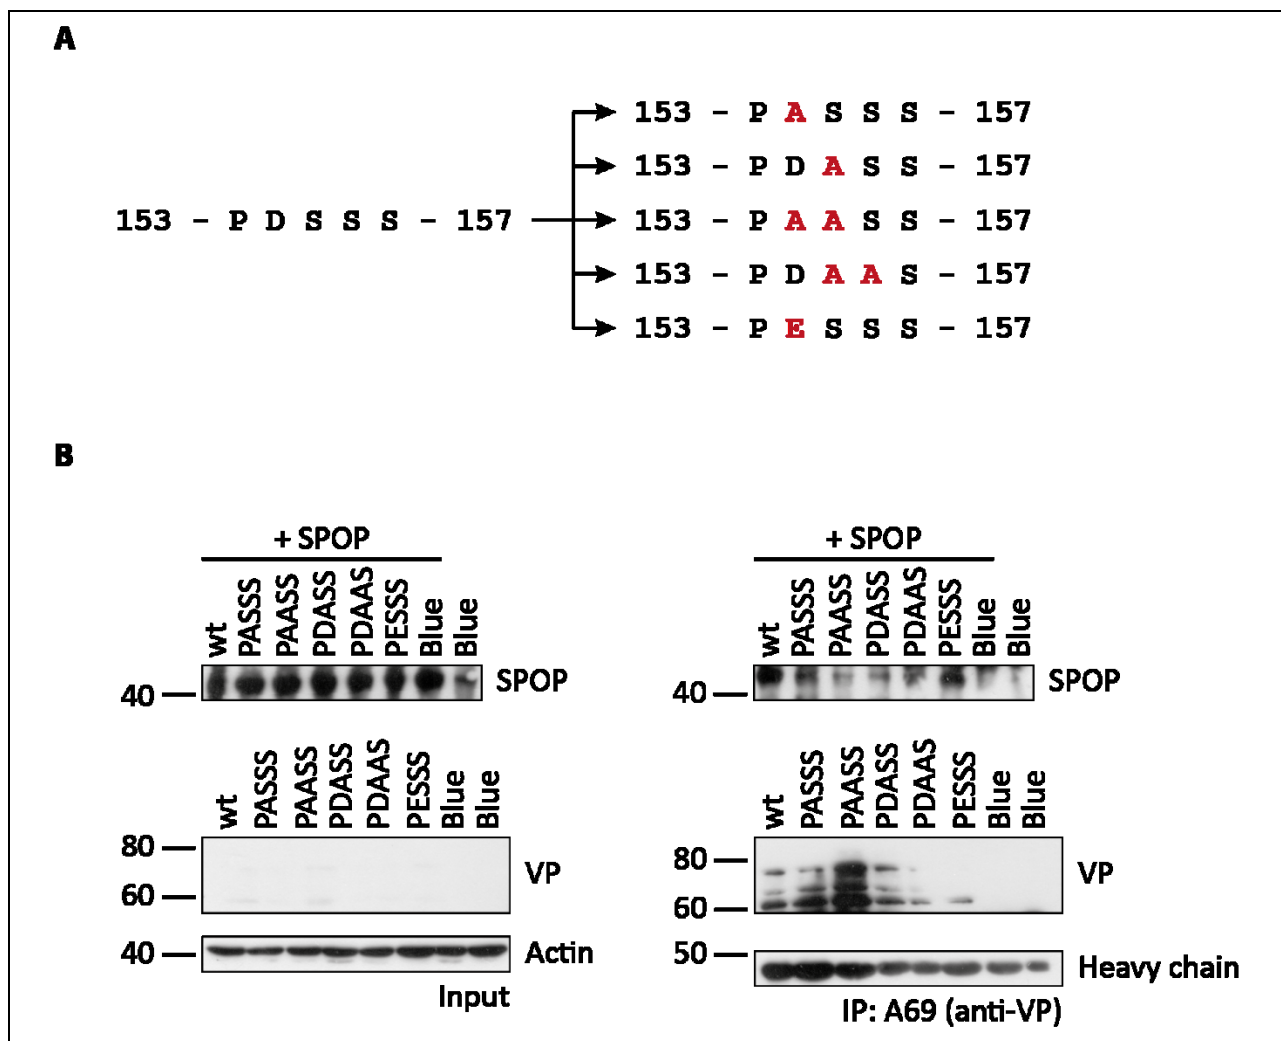 A
153 – P A S S S – 157
153 – P D A S S – 157
153 – P D S S S – 157
153 – P A A S S – 157
153 – P D A A S – 157
153 – P E S S S – 157
B
+ SPOP
wt PASSS PAASS PDASS PDAAS PESSS Blue Blue
40 SPOP
wt PASSS PAASS PDASS PDAAS PESSS Blue Blue
80
VP
60
40 Actin
Input
+ SPOP
wt PASSS PAASS PDASS PDAAS PESSS Blue Blue
40 SPOP
wt PASSS PAASS PDASS PDAAS PESSS Blue Blue
80
VP
60
50
Heavy chain
IP: A69 (anti-VP)